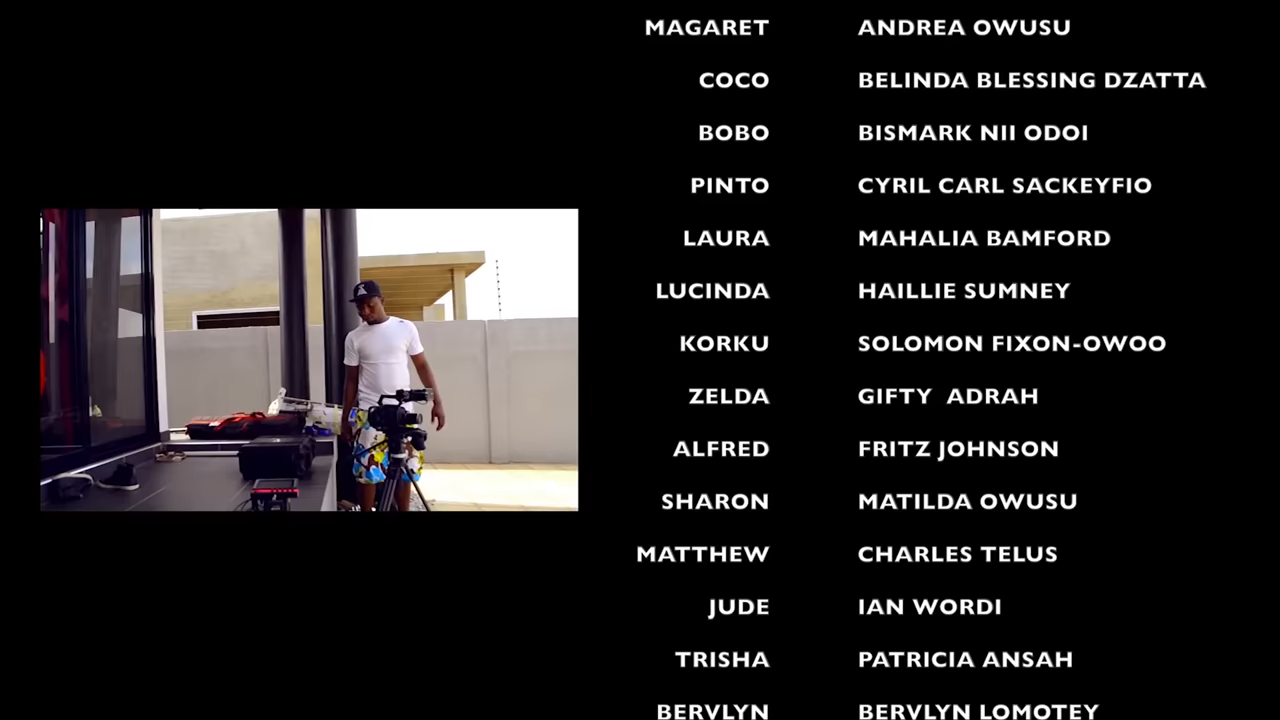 MAGARET ANDREA OWUSU
COCO BELINDA BLESSING DZATTA
BOBO BISMARK NII ODOI
PINTO CYRIL CARL SACKEYFIO
LAURA MAHALIA BAMFORD
LUCINDA HAILLIE SUMNEY
KORKU SOLOMON FIXON-OWOO
ZELDA GIFTY ADRAH
ALFRED FRITZ JOHNSON
SHARON MATILDA OWUSU
MATTHEW CHARLES TELUS
JUDE IAN WORDI
TRISHA PATRICIA ANSAH
BERVLYN BERVLYN LOMOTEY